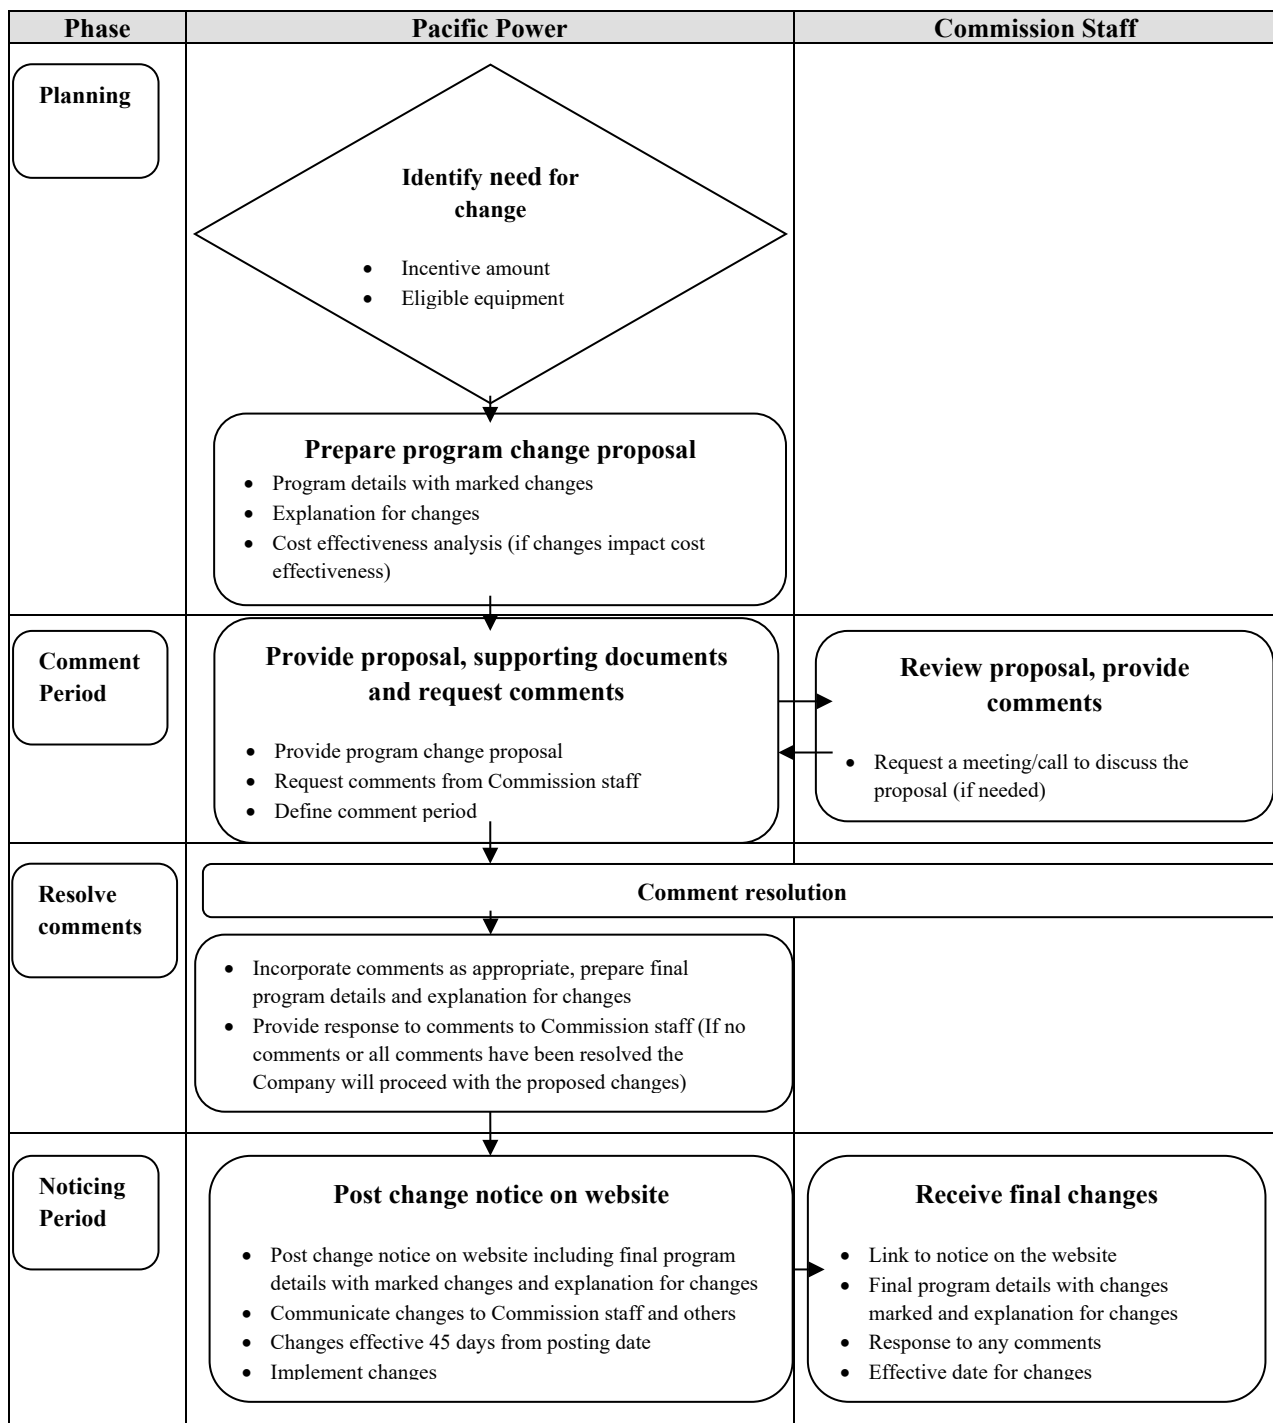 Phase
Pacific Power
Commission Staff
Planning
Identify need for
change
• Incentive amount
• Eligible equipment
Prepare program change proposal
• Program details with marked changes
• Explanation for changes
• Cost effectiveness analysis (if changes impact cost
effectiveness)
Comment
Period
Provide proposal, supporting documents
and request comments
• Provide program change proposal
• Request comments from Commission staff
• Define comment period
Review proposal, provide
comments
• Request a meeting/call to discuss the
proposal (if needed)
Resolve
comments
Comment resolution
• Incorporate comments as appropriate, prepare final
program details and explanation for changes
• Provide response to comments to Commission staff (If no
comments or all comments have been resolved the
Company will proceed with the proposed changes)
Noticing
Period
Post change notice on website
• Post change notice on website including final program
details with marked changes and explanation for changes
• Communicate changes to Commission staff and others
• Changes effective 45 days from posting date
• Implement changes
Receive final changes
• Link to notice on the website
• Final program details with changes
marked and explanation for changes
• Response to any comments
• Effective date for changes